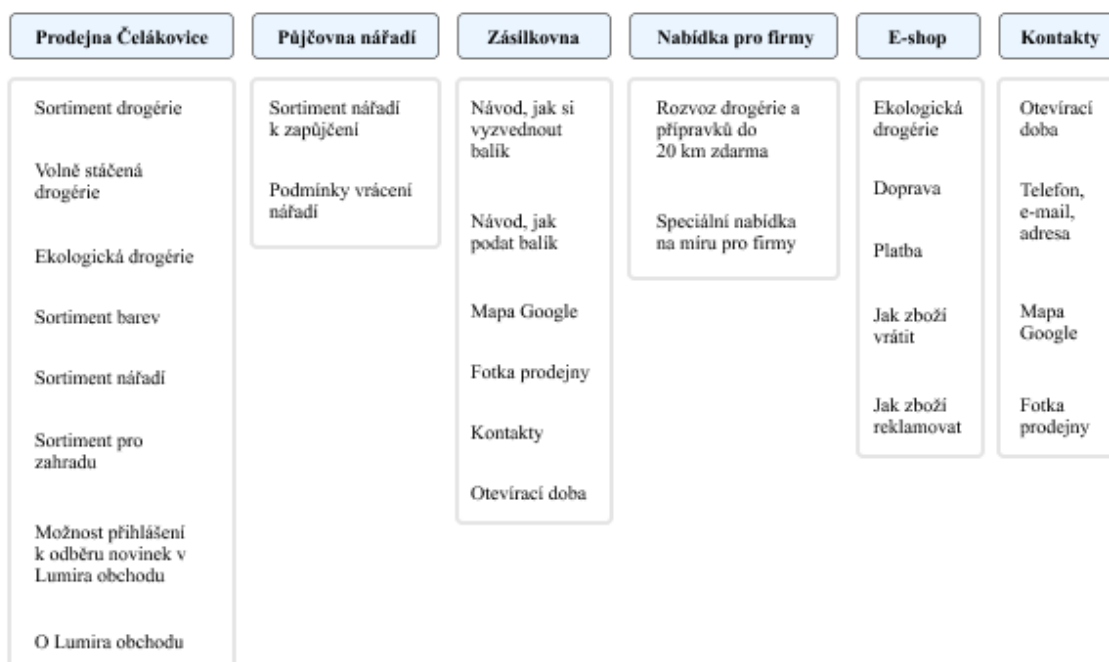 Prodejna Čelákovice
Sortiment drogérie
Volně stáčená
drogérie
Ekologická drogérie
Sortiment barev
Sortiment nářadí
Sortiment pro
zahradu
Možnost přihlášení
k odběru novinek v
Lumira obchodu
O Lumira obchodu
Půjčovna nářadí
Sortiment nářadí
k zapůjčení
Podmínky vrácení
nářadí
Zásilkovna
Návod, jak si
vyzvednout
balík
Návod, jak
podat balík
Mapa Google
Fotka prodejny
Kontakty
Otevírací doba
Nabídka pro firmy
Rozvoz drogérie a
přípravků do
20 km zdarma
Speciální nabídka
na míru pro firmy
E-shop
Ekologická
drogérie
Doprava
Platba
Jak zboží
vrátit
Jak zboží
reklamovat
Kontakty
Otevírací
doba
Telefon,
e-mail,
adresa
Mapa
Google
Fotka
prodejny